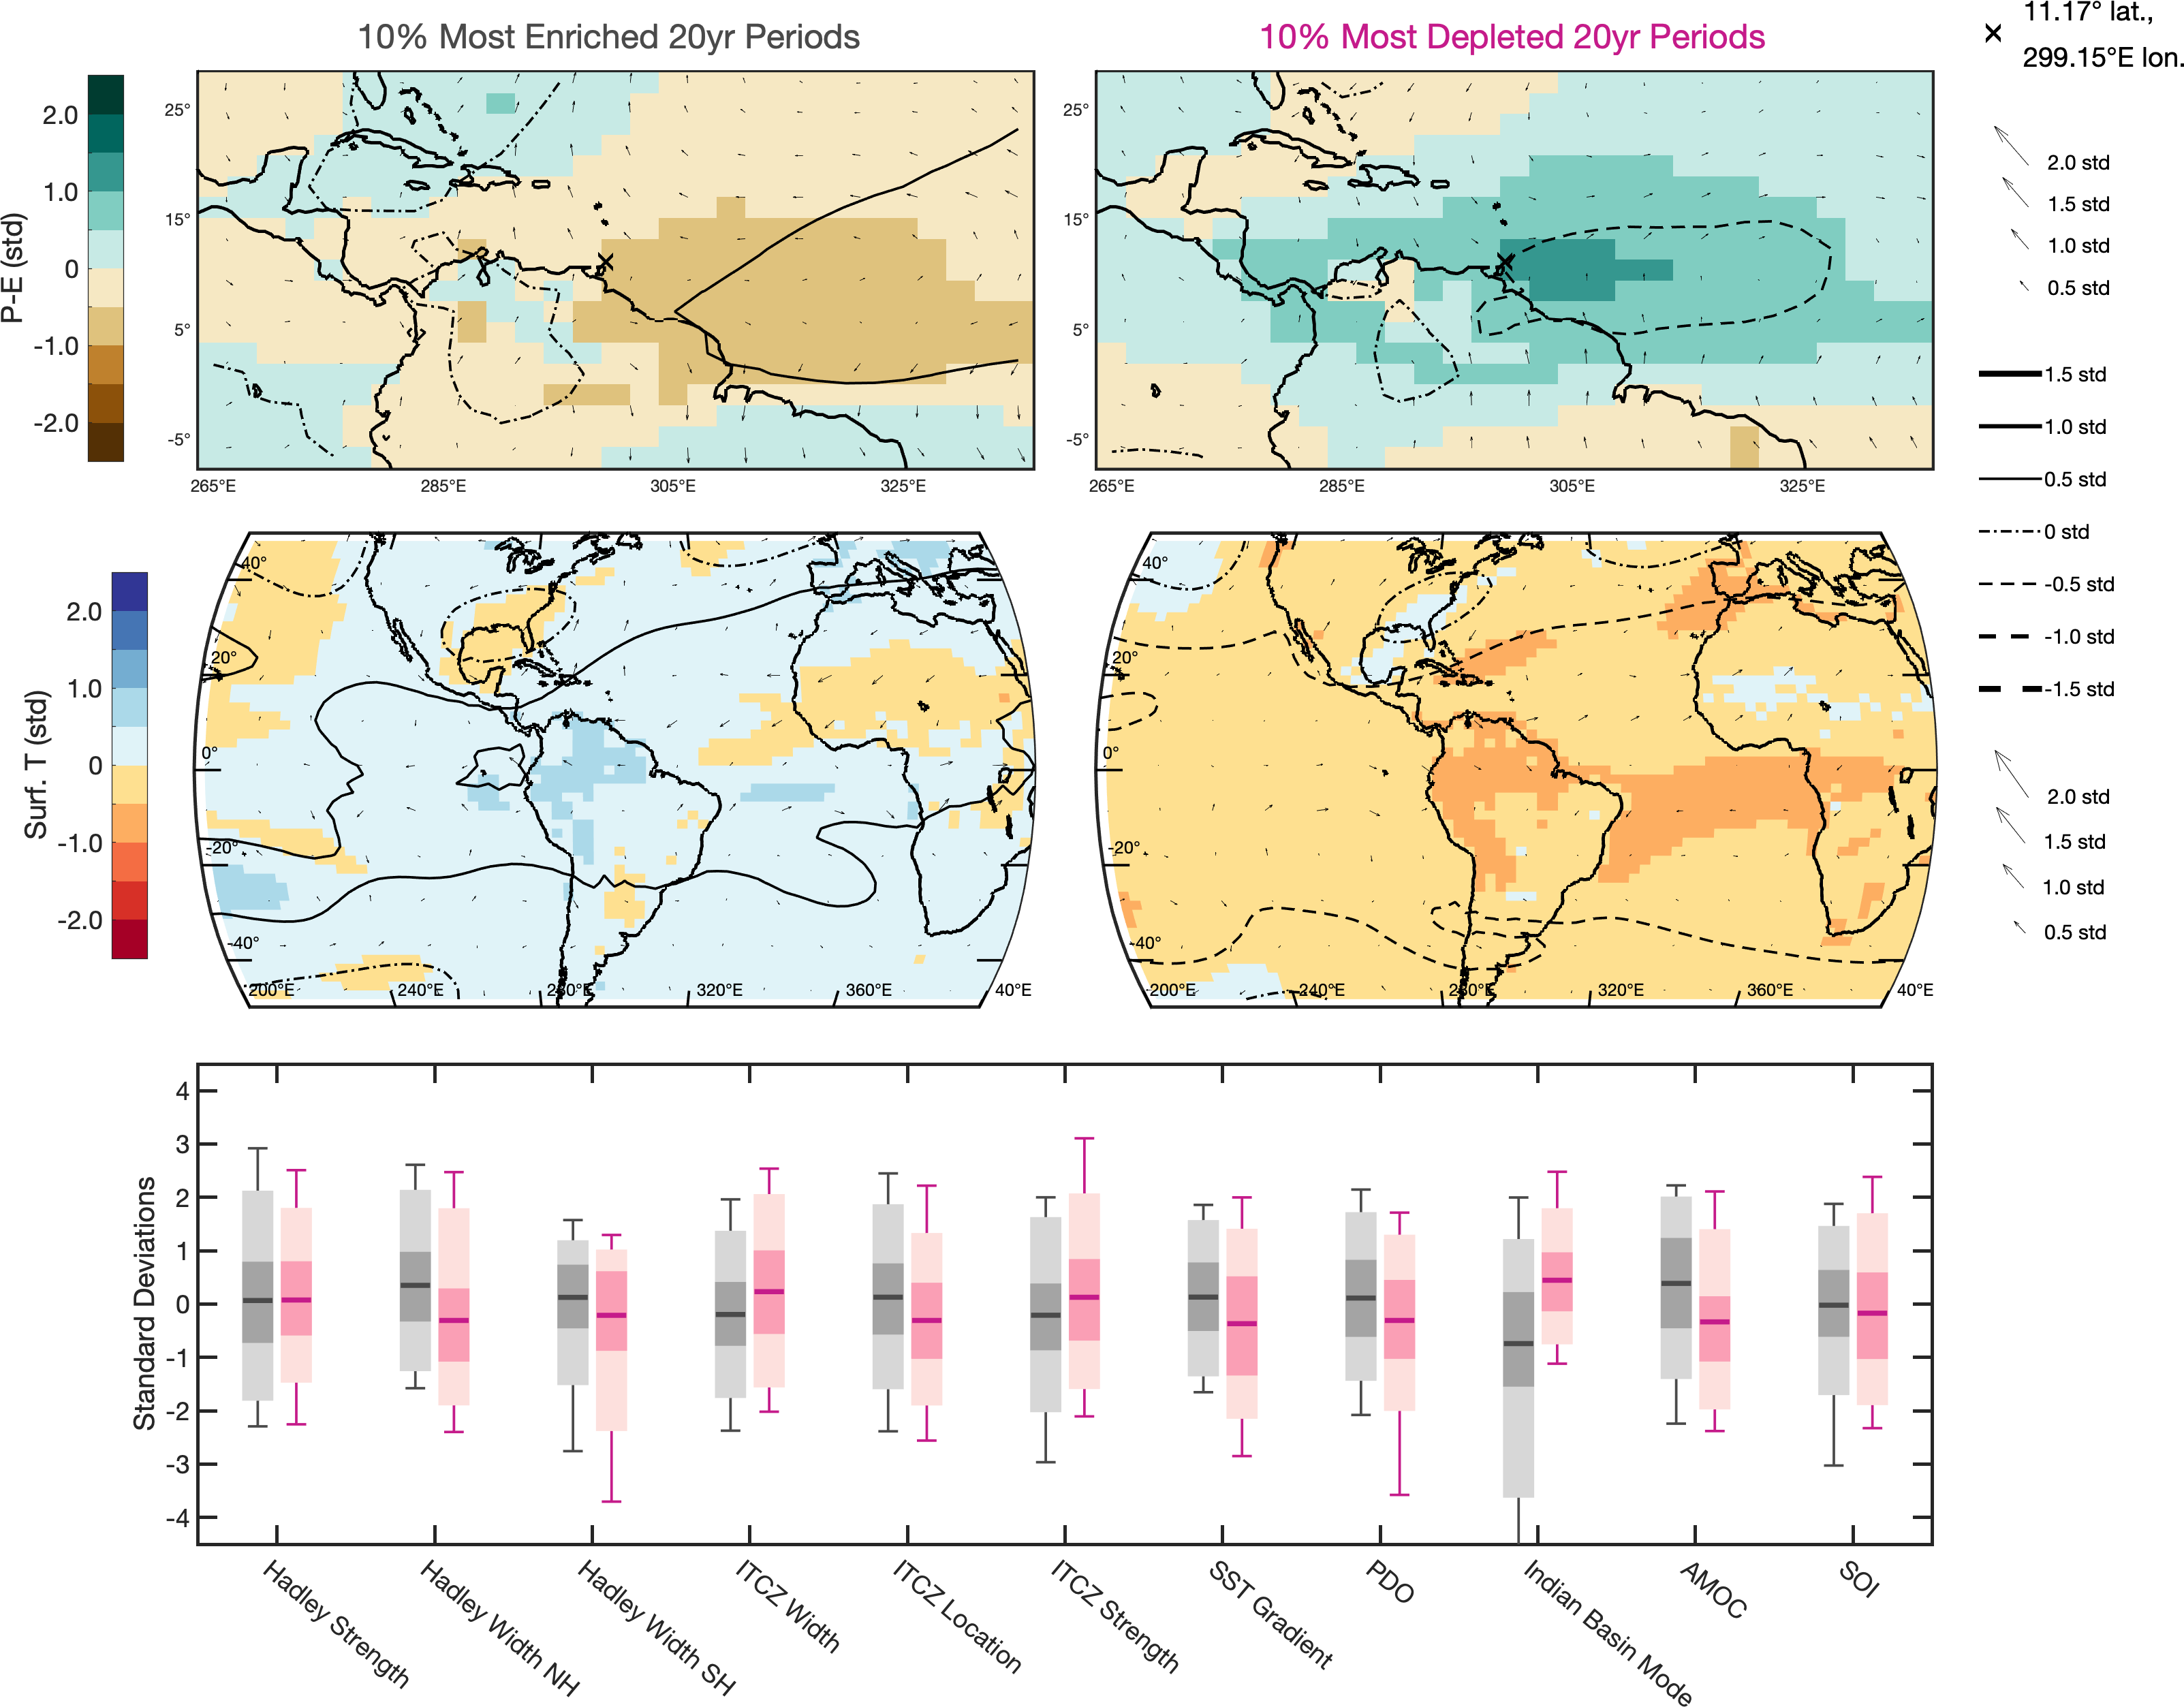 10% Most Enriched 20yr Periods
10% Most Depleted 20yr Periods
11.17° lat.,
299.15°E lon.
P-E (std)
2.0
1.0
0
-1.0
-2.0
25°
15°
5°
-5°
265°E
285°E
305°E
325°E
25°
15°
5°
-5°
265°E
285°E
305°E
325°E
2.0 std
1.5 std
1.0 std
0.5 std
1.5 std
1.0 std
0.5 std
0 std
-0.5 std
-1.0 std
-1.5 std
Surf. T (std)
2.0
1.0
0
-1.0
-2.0
40°
20°
0°
-20°
-40°
200°E
240°E
280°E
320°E
360°E
40°E
40°
20°
0°
-20°
-40°
200°E
240°E
280°E
320°E
360°E
40°E
2.0 std
1.5 std
1.0 std
0.5 std
Standard Deviations
4
3
2
1
0
-1
-2
-3
-4
Hadley Strength
Hadley Width NH
Hadley Width SH
ITCZ Width
ITCZ Location
ITCZ Strength
SST Gradient
PDO
Indian Basin Mode
AMOC
SOI